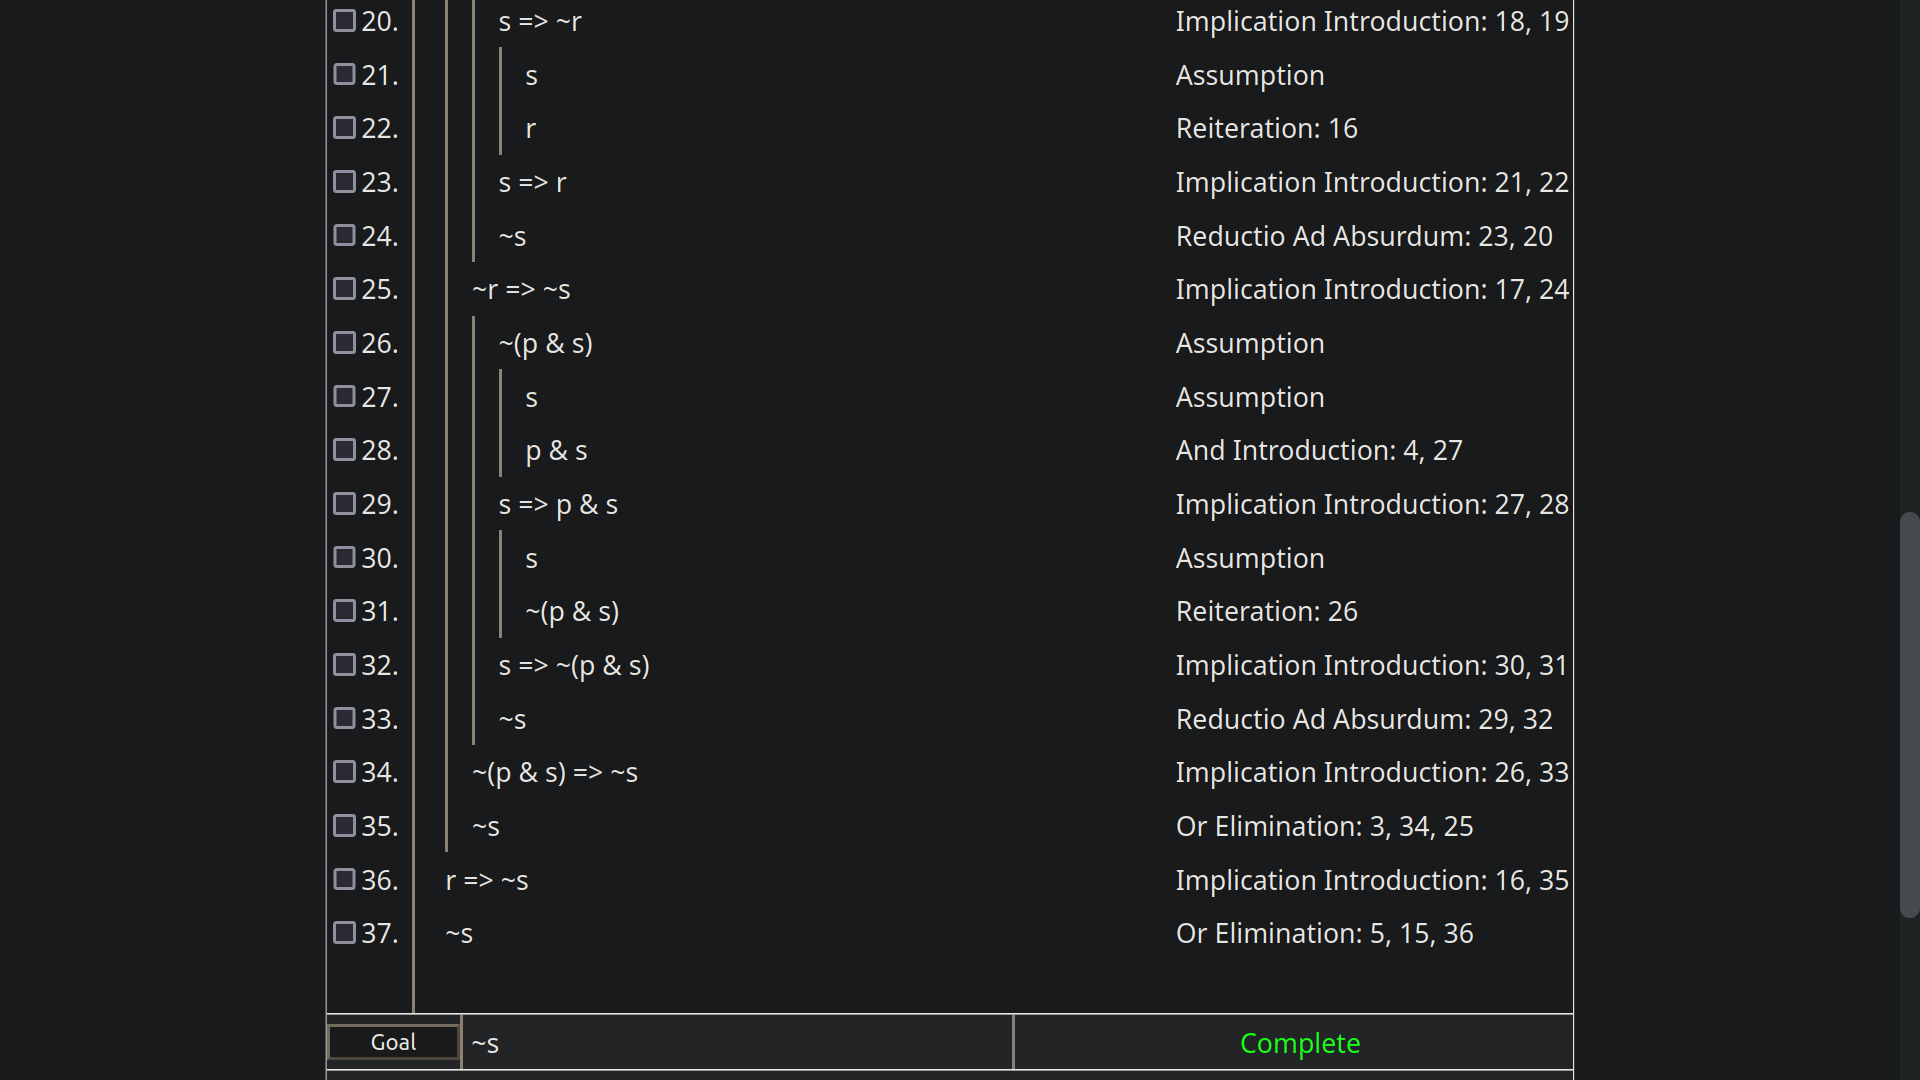 20. s => ~r Implication Introduction: 18, 19
21. s Assumption
22. r Reiteration: 16
23. s => r Implication Introduction: 21, 22
24. ~s Reductio Ad Absurdum: 23, 20
25. ~r => ~s Implication Introduction: 17, 24
26. ~(p & s) Assumption
27. s Assumption
28. p & s And Introduction: 4, 27
29. s => p & s Implication Introduction: 27, 28
30. s Assumption
31. ~(p & s) Reiteration: 26
32. s => ~(p & s) Implication Introduction: 30, 31
33. ~s Reductio Ad Absurdum: 29, 32
34. ~(p & s) => ~s Implication Introduction: 26, 33
35. ~s Or Elimination: 3, 34, 25
36. r => ~s Implication Introduction: 16, 35
37. ~s Or Elimination: 5, 15, 36
Goal ~s Complete